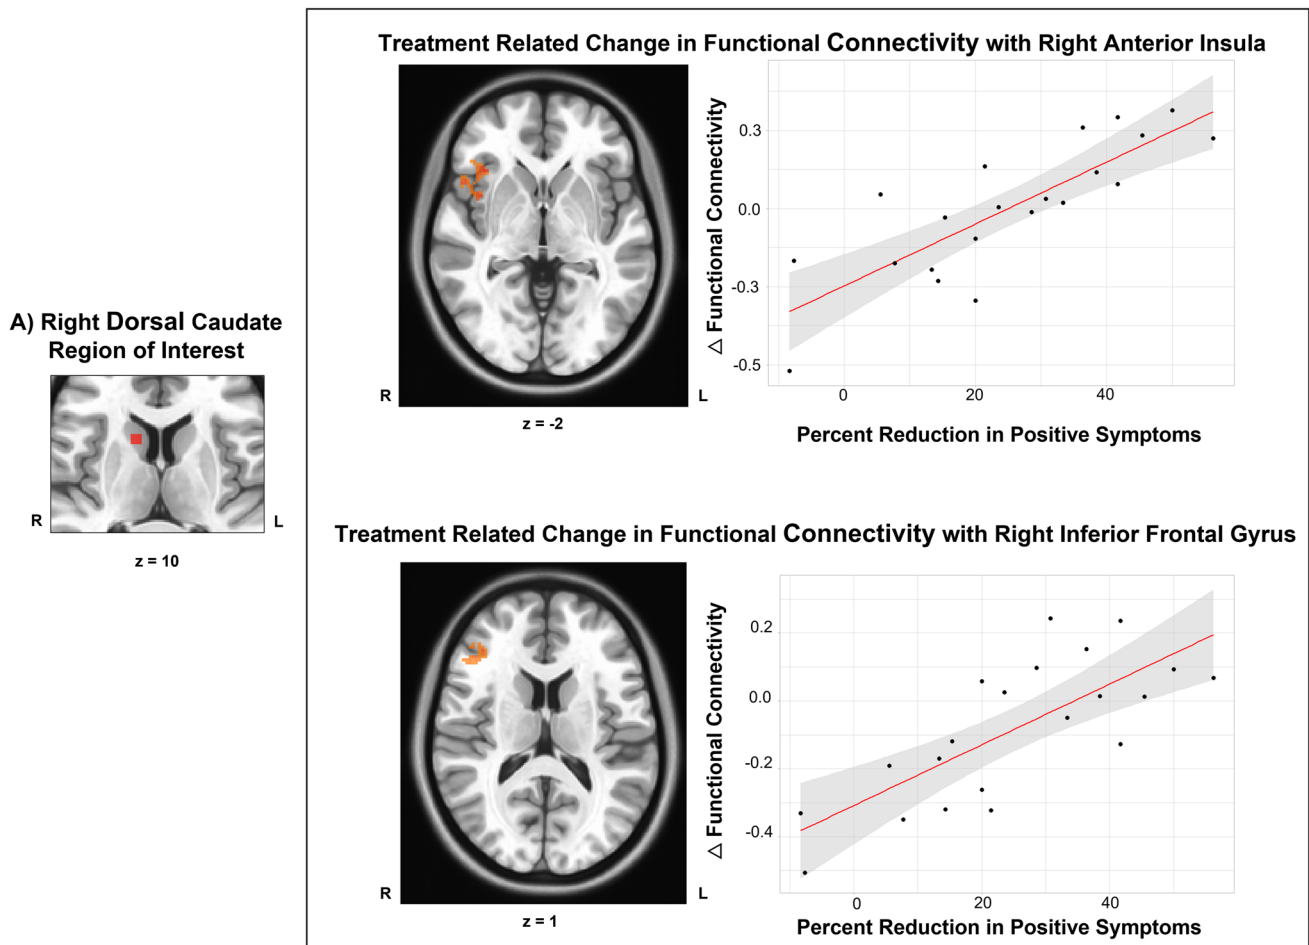 A) Right Dorsal Caudate
Region of Interest
R
L
z = 10
Treatment Related Change in Functional Connectivity with Right Anterior Insula
R
L
z = -2
△ Functional Connectivity
0.3
0.0
-0.3
-0.5
0
20
40
Percent Reduction in Positive Symptoms
Treatment Related Change in Functional Connectivity with Right Inferior Frontal Gyrus
R
L
z = 1
△ Functional Connectivity
0.2
0.0
-0.2
-0.4
0
20
40
Percent Reduction in Positive Symptoms